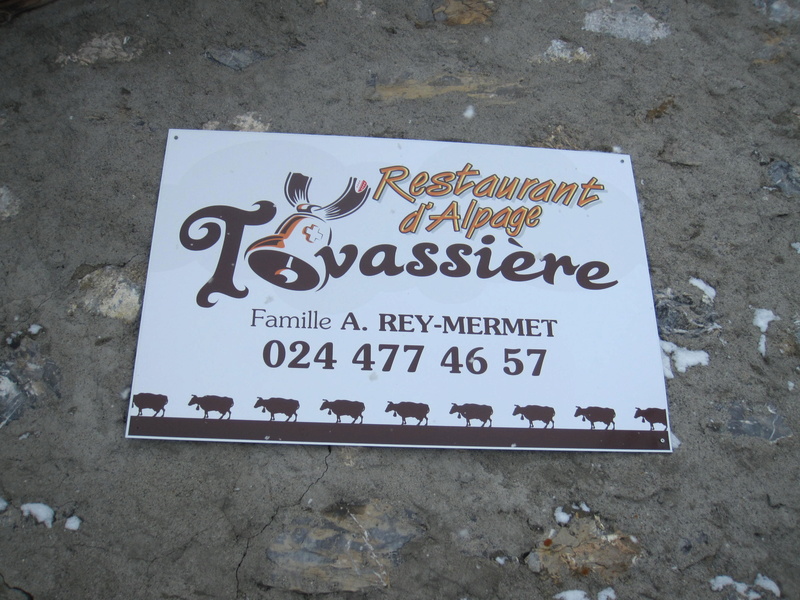 Restaurant
d'Alpage
Tovassière
Famille A. REY-MERMET
024 477 46 57